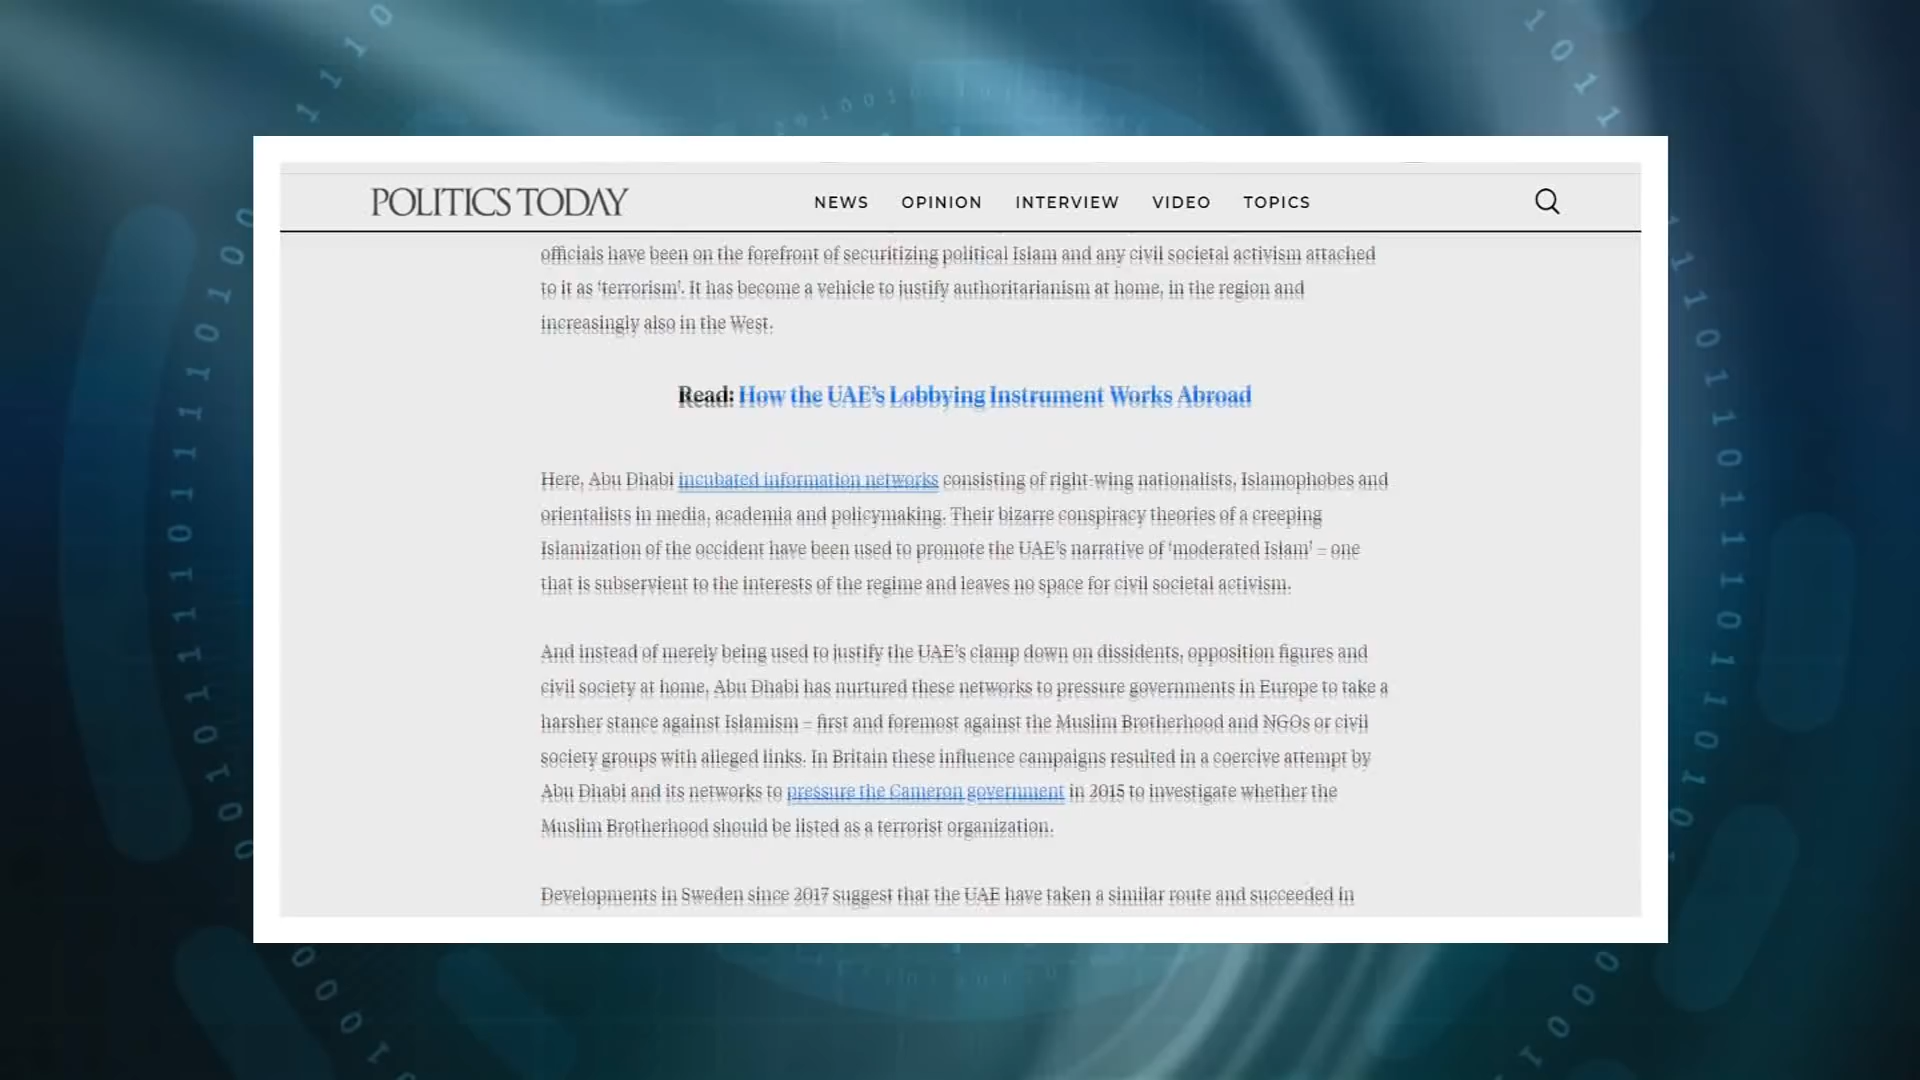 POLITICS TODAY
NEWS OPINION INTERVIEW VIDEO TOPICS
officials have been on the forefront of securitizing political Islam and any civil societal activism attached
to it as ‘terrorism’. It has become a vehicle to justify authoritarianism at home, in the region and
increasingly also in the West.
Read: How the UAE’s Lobbying Instrument Works Abroad
Here, Abu Dhabi incubated information networks consisting of right-wing nationalists, Islamophobes and
orientalists in media, academia and policymaking. Their bizarre conspiracy theories of a creeping
Islamization of the occident have been used to promote the UAE’s narrative of ‘moderated Islam’ – one
that is subservient to the interests of the regime and leaves no space for civil societal activism.
And instead of merely being used to justify the UAE’s clamp down on dissidents, opposition figures and
civil society at home, Abu Dhabi has nurtured these networks to pressure governments in Europe to take a
harsher stance against Islamism – first and foremost against the Muslim Brotherhood and NGOs or civil
society groups with alleged links. In Britain these influence campaigns resulted in a coercive attempt by
Abu Dhabi and its networks to pressure the Cameron government in 2015 to investigate whether the
Muslim Brotherhood should be listed as a terrorist organization.
Developments in Sweden since 2017 suggest that the UAE have taken a similar route and succeeded in